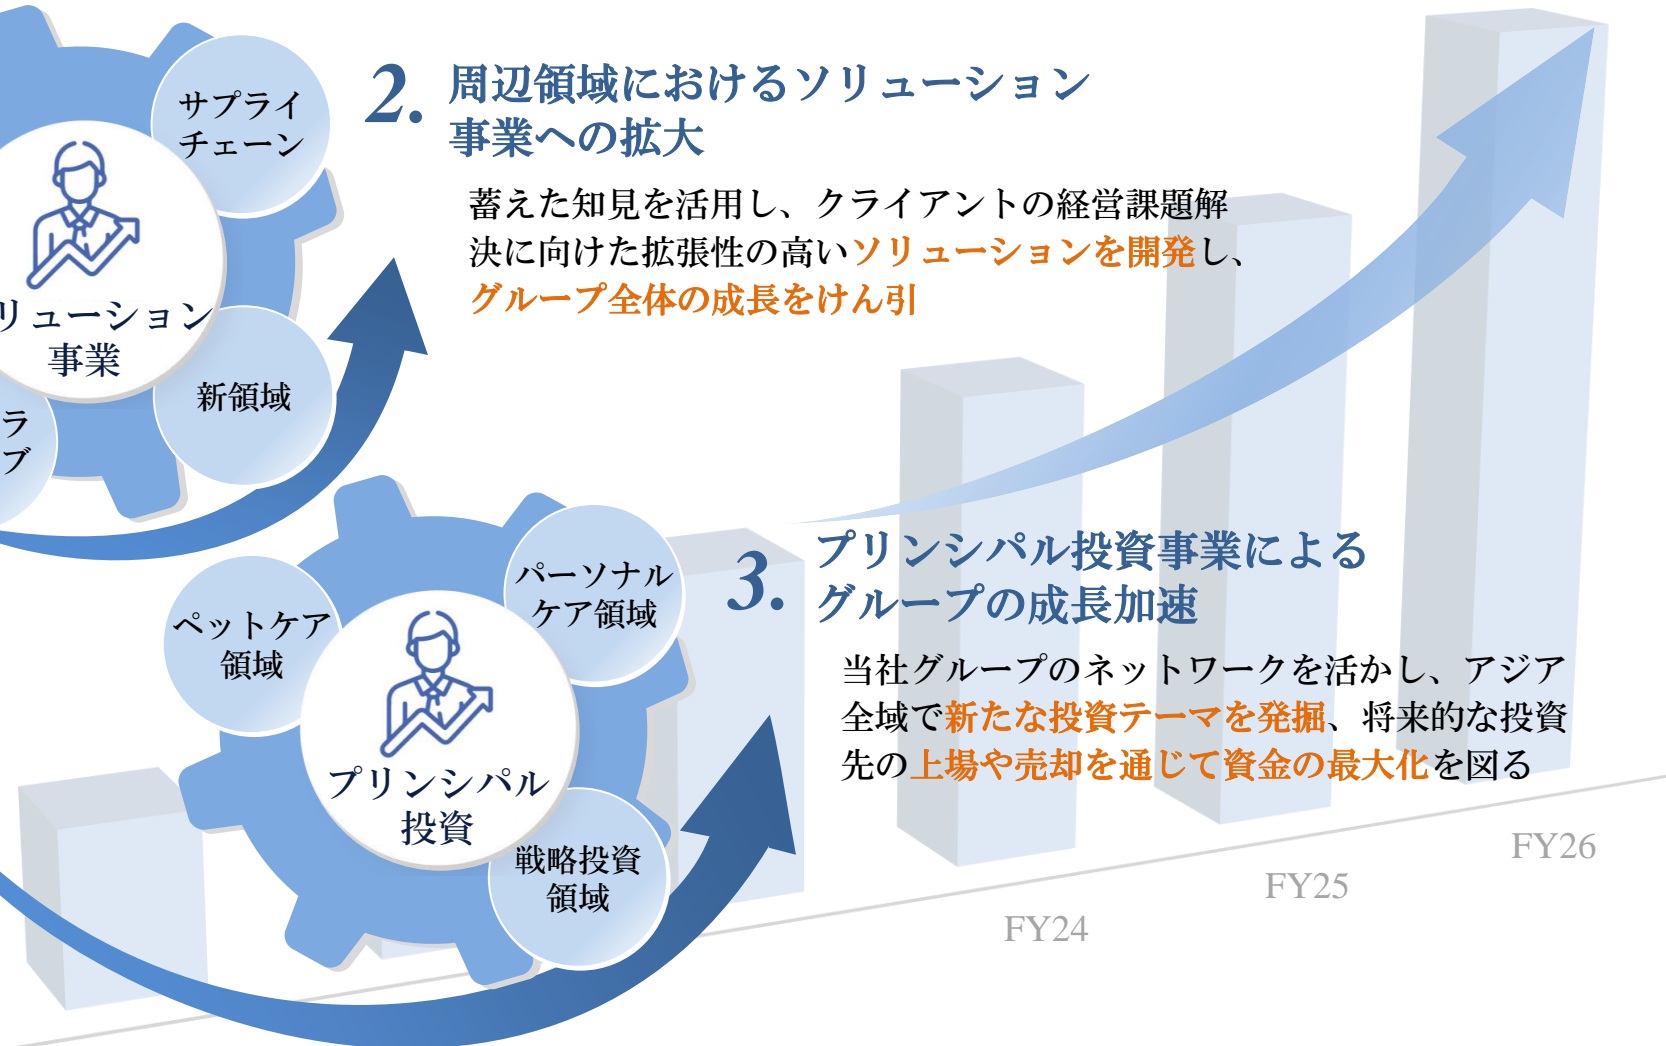 2.
周辺領域におけるソリューション
事業への拡大
蓄えた知見を活用し、クライアントの経営課題解
決に向けた拡張性の高いソリューションを開発し、
グループ全体の成長をけん引
サプライ
チェーン
リューション
事業
新領域
ラ
ブ
3.
プリンシパル投資事業による
グループの成長加速
当社グループのネットワークを活かし、アジア
全域で新たな投資テーマを発掘、将来的な投資
先の上場や売却を通じて資金の最大化を図る
パーソナル
ケア領域
ペットケア
領域
プリンシパル
投資
戦略投資
領域
FY24
FY25
FY26